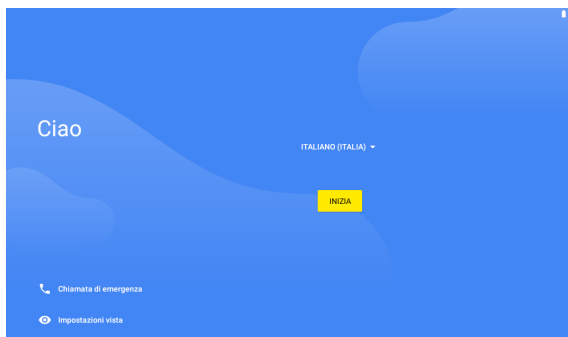 Ciao
ITALIANO (ITALIA)
INIZIA
Chiamata di emergenza
Impostazioni vista